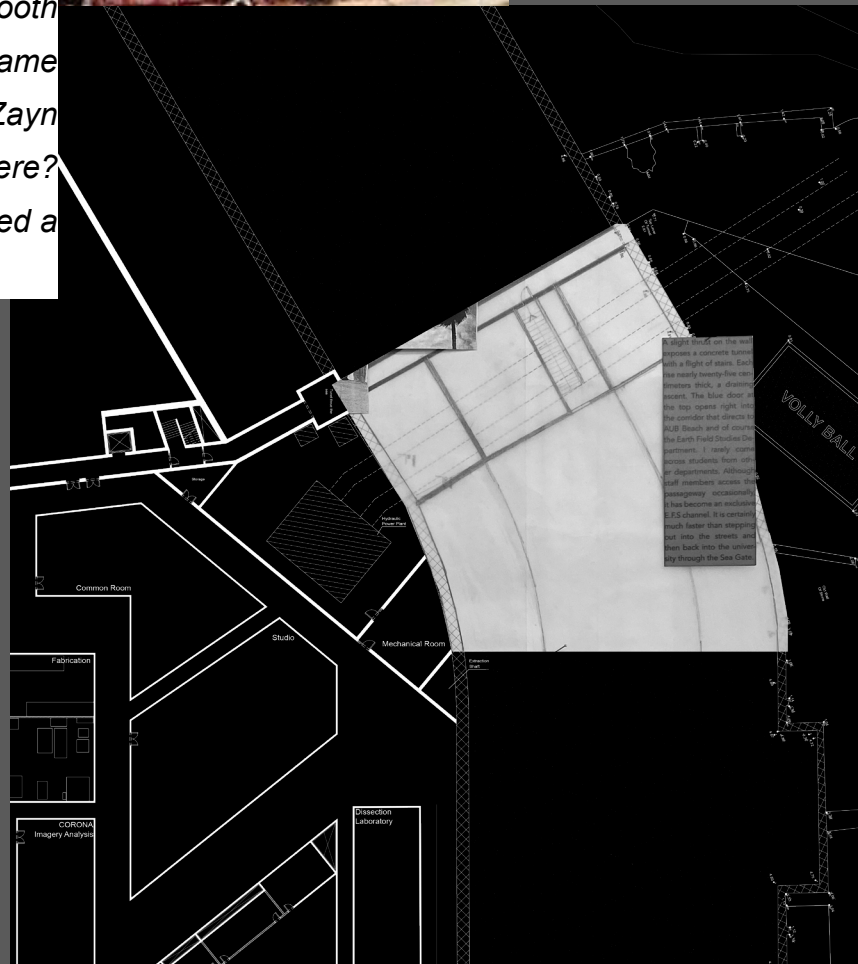 ooth
ame
Zayn
ere?
ed a
A slight thrust on the wall
exposes a concrete tunnel
with a flight of stairs. Each
rise nearly twenty-five cen-
timeters thick, a draining
ascent. The blue door at
the top opens right into
the corridor that directs to
AUB Beach and of course
the Earth Field Studies De-
partment. I rarely come
across students from oth-
er departments. Although
staff members access the
passageway occasionally,
it has become an exclusive
E.F.S channel. It is certainly
much faster than stepping
out into the streets and
then back into the univer-
sity through the Sea Gate.
VOLLY BALL
Storage
Hydraulic
Power Plant
Common Room
Studio
Mechanical Room
Fabrication
Extraction
Shaft
CORONA
Imagery Analysis
Dissection
Laboratory